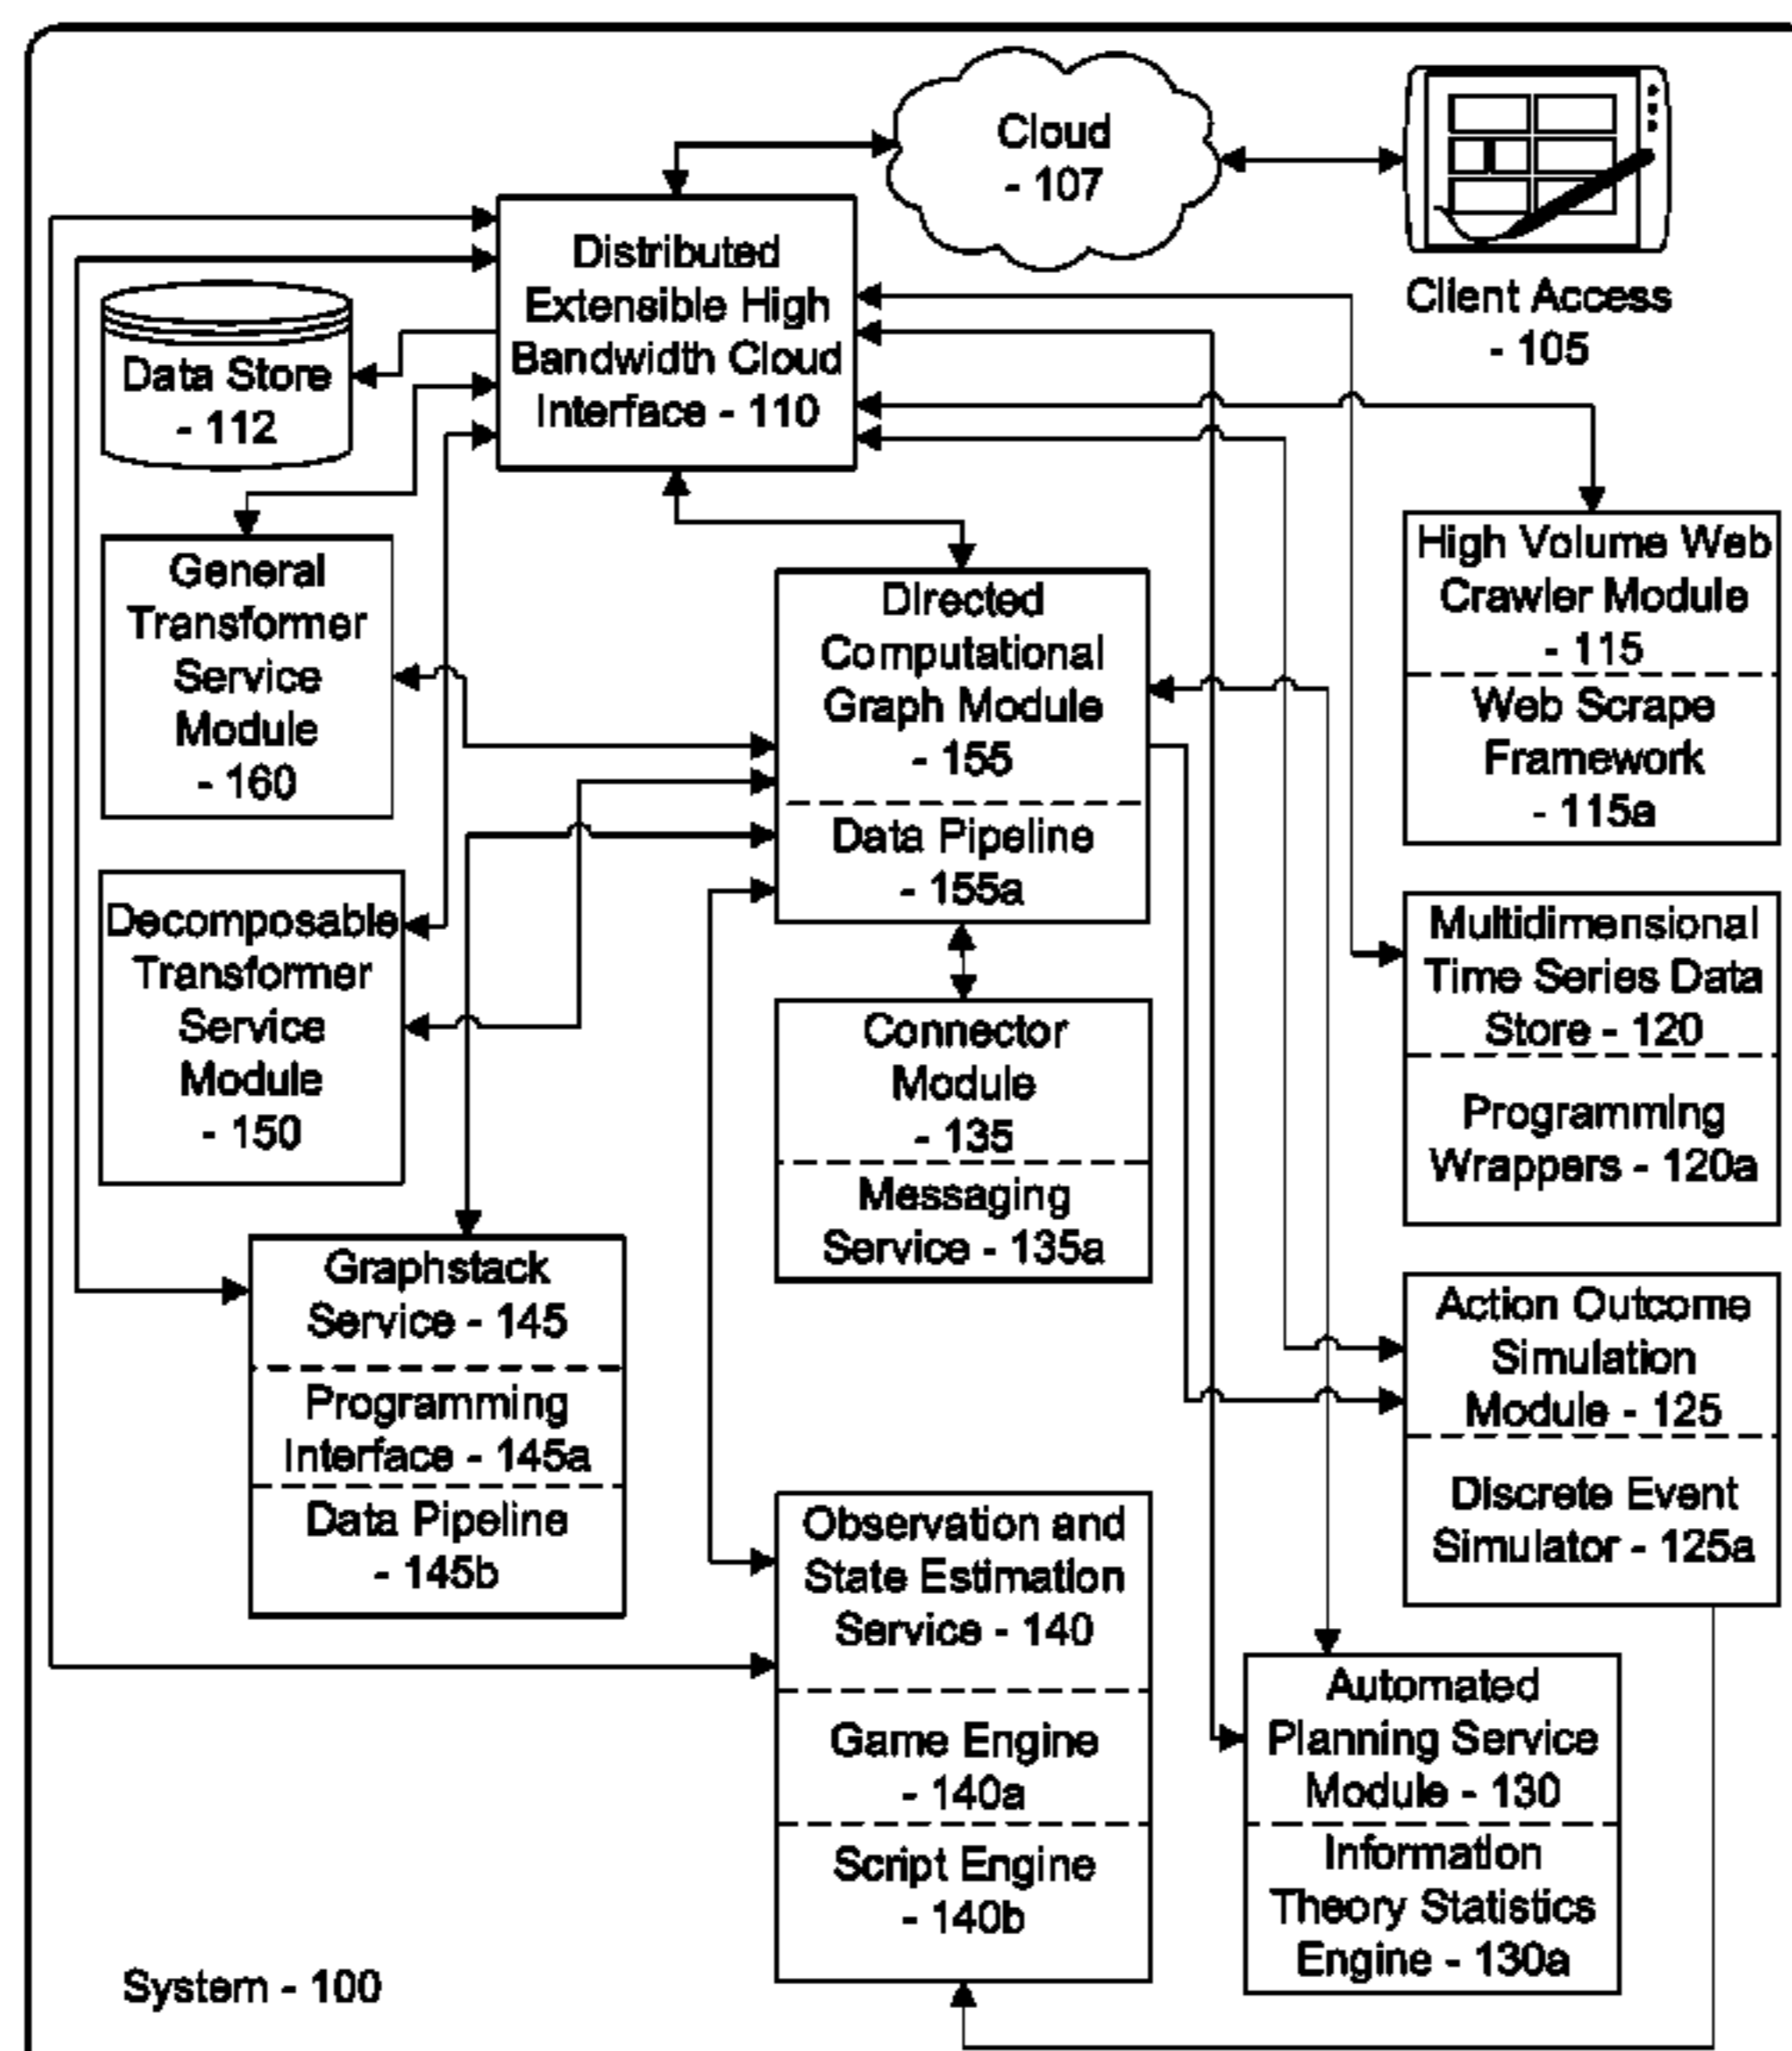 Cloud
- 107
Client Access
- 105
Distributed
Extensible High
Bandwidth Cloud
Interface - 110
Data Store
- 112
General
Transformer
Service
Module
- 160
Directed
Computational
Graph Module
- 155
Data Pipeline
- 155a
High Volume Web
Crawler Module
- 115
Web Scrape
Framework
- 115a
Decomposable
Transformer
Service
Module
- 150
Connector
Module
- 135
Messaging
Service - 135a
Multidimensional
Time Series Data
Store - 120
Programming
Wrappers - 120a
Graphstack
Service - 145
Programming
Interface - 145a
Data Pipeline
- 145b
Action Outcome
Simulation
Module - 125
Discrete Event
Simulator - 125a
Observation and
State Estimation
Service - 140
Game Engine
- 140a
Script Engine
- 140b
Automated
Planning Service
Module - 130
Information
Theory Statistics
Engine - 130a
System - 100